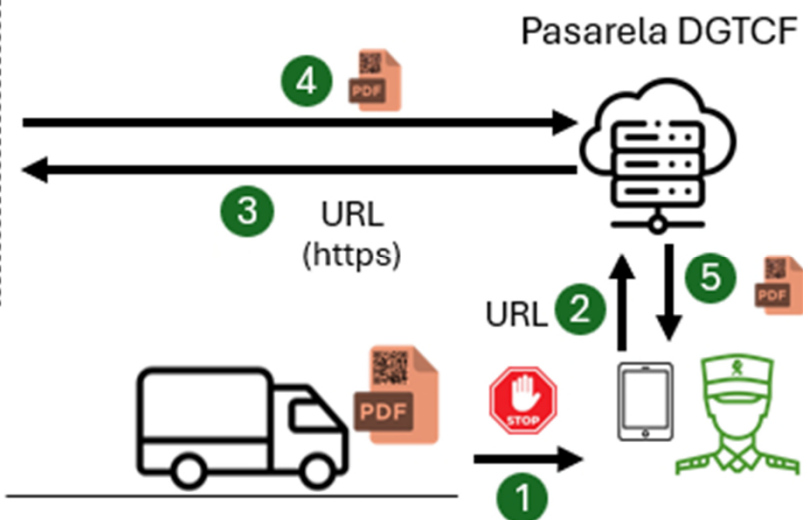 Pasarela DGTCF
4
PDF
3
URL
(https)
5
PDF
URL
2
PDF
STOP
1